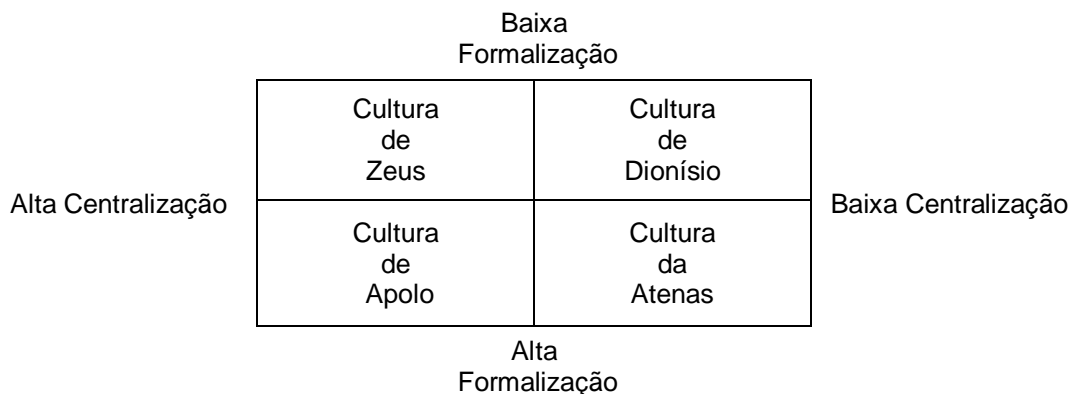 Baixa
Formalização
Cultura
de
Zeus
Cultura
de
Dionísio
Alta Centralização
Baixa Centralização
Cultura
de
Apolo
Cultura
da
Atenas
Alta
Formalização